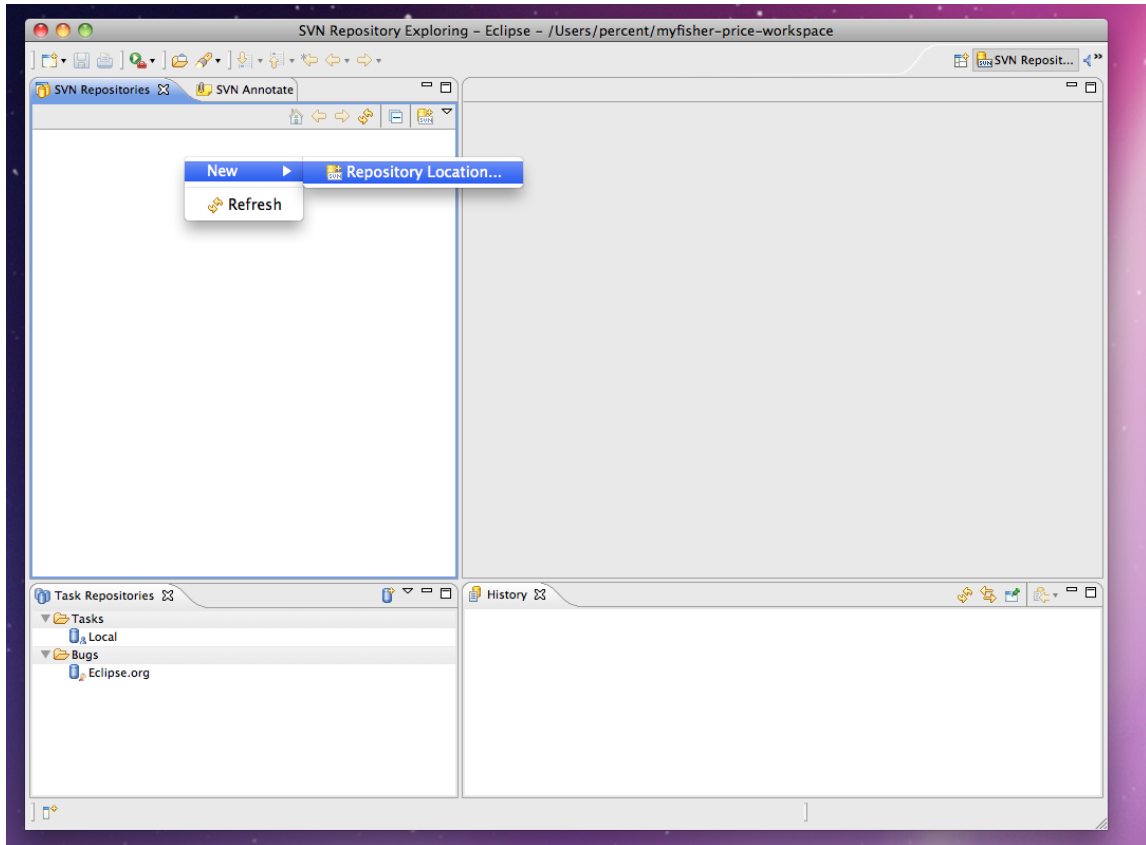 SVN Repository Exploring – Eclipse – /Users/percent/myfisher-price-workspace
SVN Reposit...
SVN Repositories
SVN Annotate
New
Repository Location...
Refresh
Task Repositories
Tasks
Local
Bugs
Eclipse.org
History